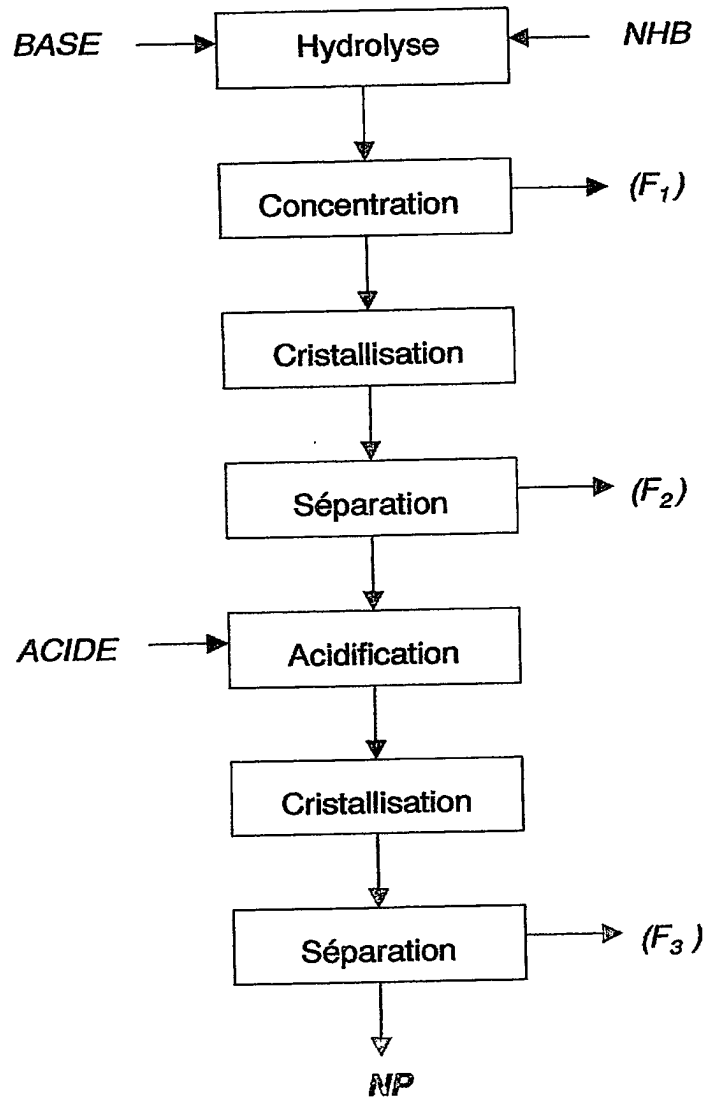 BASE Hydrolyse NHB
Concentration (F1)
Cristallisation
Séparation (F2)
ACIDE Acidification
Cristallisation
Séparation (F3)
NP